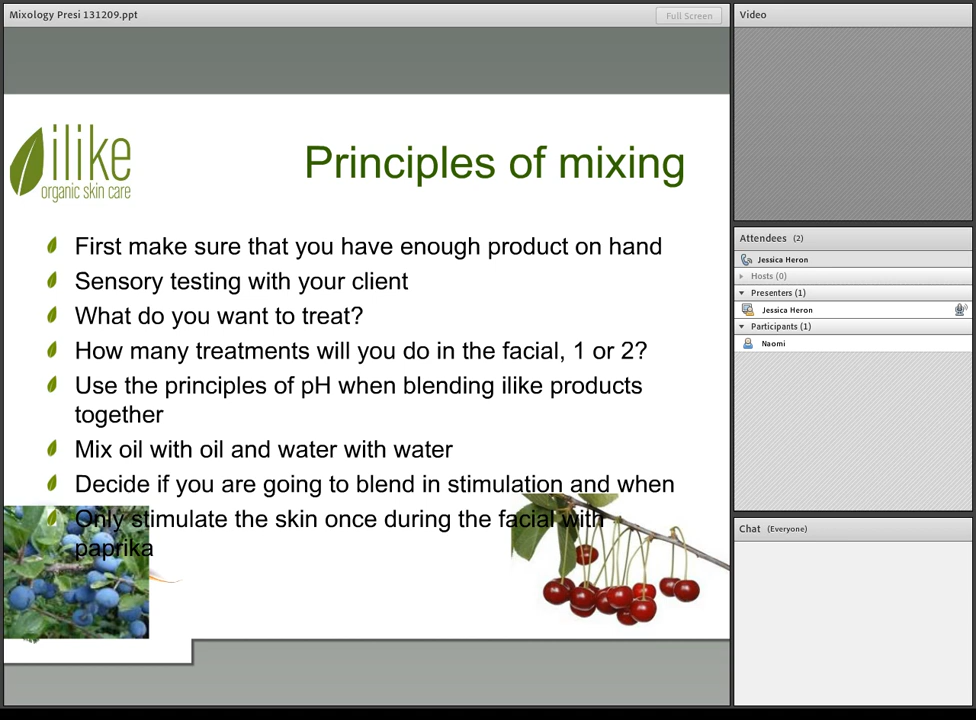 Mixology Presi 131209.ppt
Full Screen
ilike
organic skin care
Principles of mixing
First make sure that you have enough product on hand
Sensory testing with your client
What do you want to treat?
How many treatments will you do in the facial, 1 or 2?
Use the principles of pH when blending ilike products
together
Mix oil with oil and water with water
Decide if you are going to blend in stimulation and when
Only stimulate the skin once during the facial with
paprika
Video
Attendees (2)
Jessica Heron
Hosts (0)
Presenters (1)
Jessica Heron
Participants (1)
Naomi
Chat (Everyone)